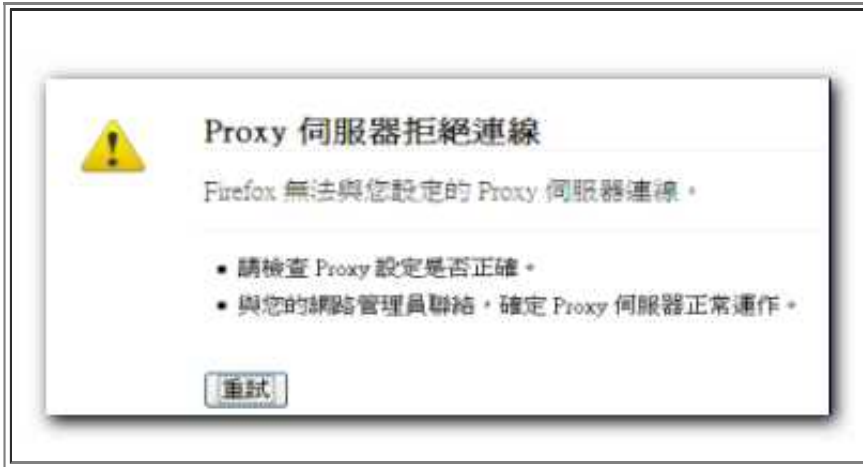 Proxy 伺服器拒絕連線
Firefox 無法與您設定的 Proxy 伺服器連線。
• 請檢查 Proxy 設定是否正確。
• 與您的網路管理員聯絡，確定 Proxy 伺服器正常運作。
重試